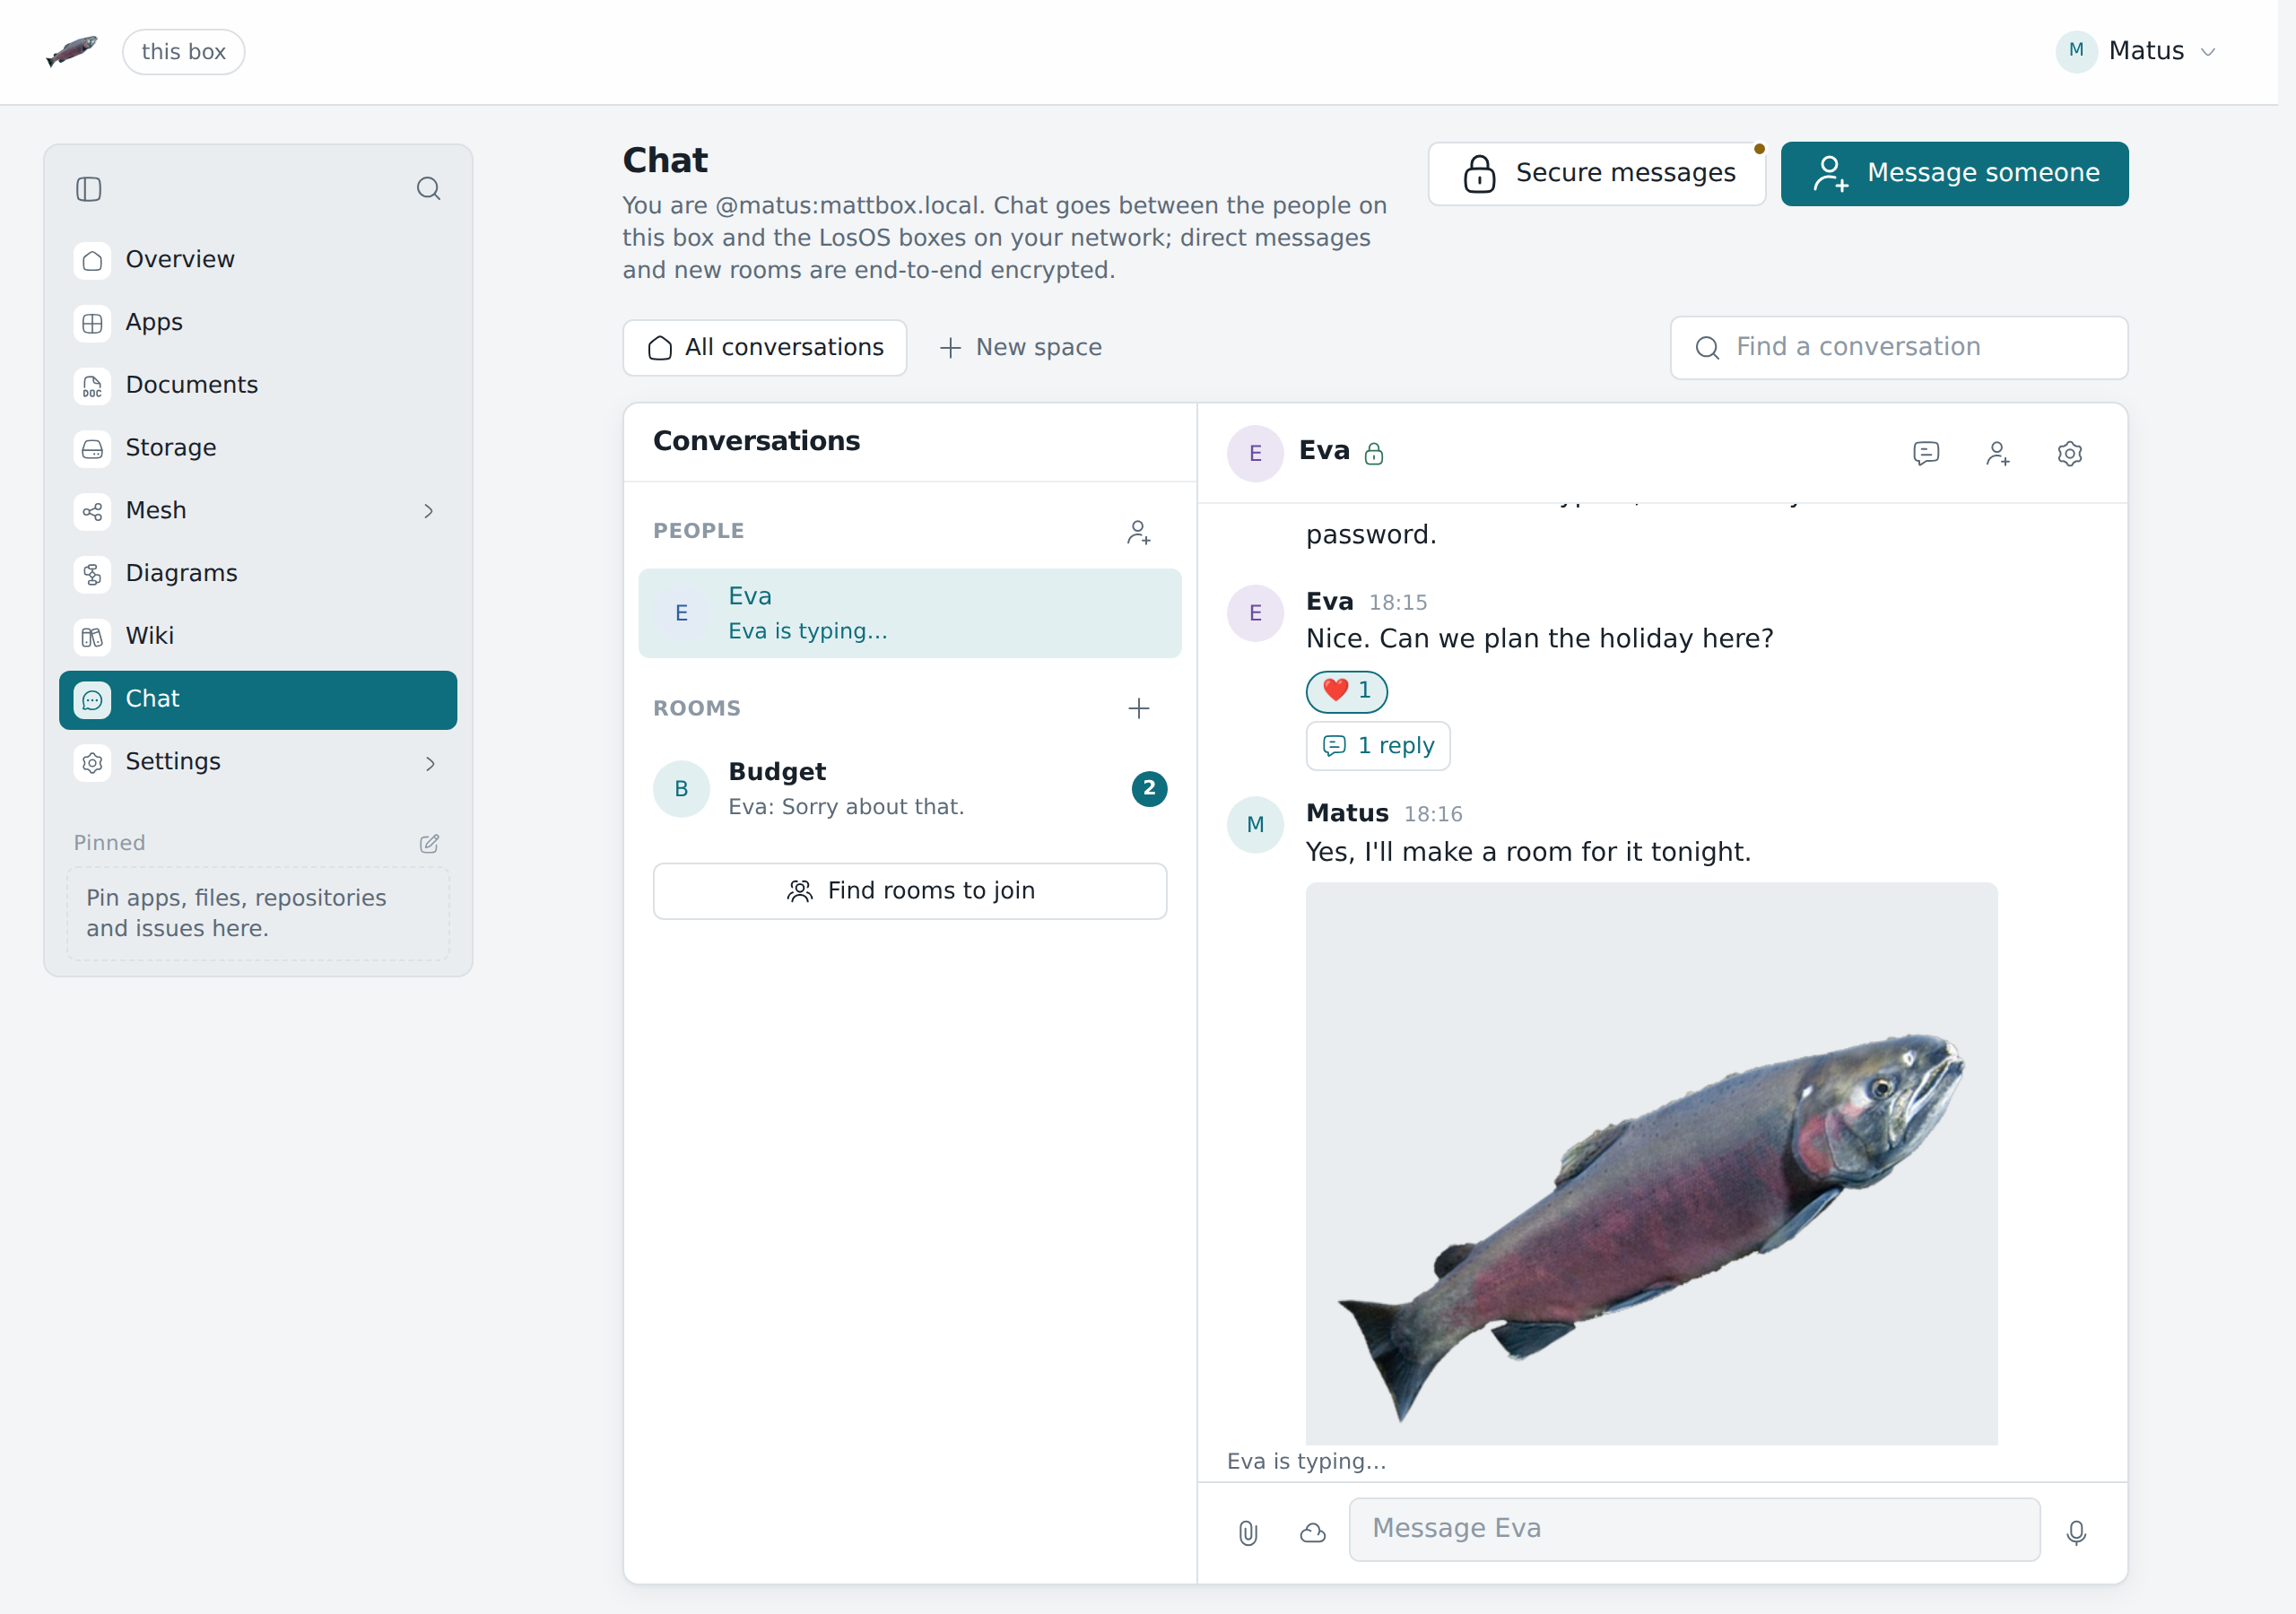 this box
M
Matus
Overview
Apps
DOC
Documents
Storage
Mesh
Diagrams
Wiki
Chat
Settings
Pinned
Pin apps, files, repositories
and issues here.
Chat
You are @matus:mattbox.local. Chat goes between the people on
this box and the LosOS boxes on your network; direct messages
and new rooms are end-to-end encrypted.
Secure messages
Message someone
All conversations
New space
Find a conversation
Conversations
PEOPLE
E
Eva
Eva is typing…
ROOMS
B
Budget
Eva: Sorry about that.
2
Find rooms to join
E
Eva
password.
E
Eva 18:15
Nice. Can we plan the holiday here?
❤️ 1
1 reply
M
Matus 18:16
Yes, I'll make a room for it tonight.
Eva is typing…
Message Eva